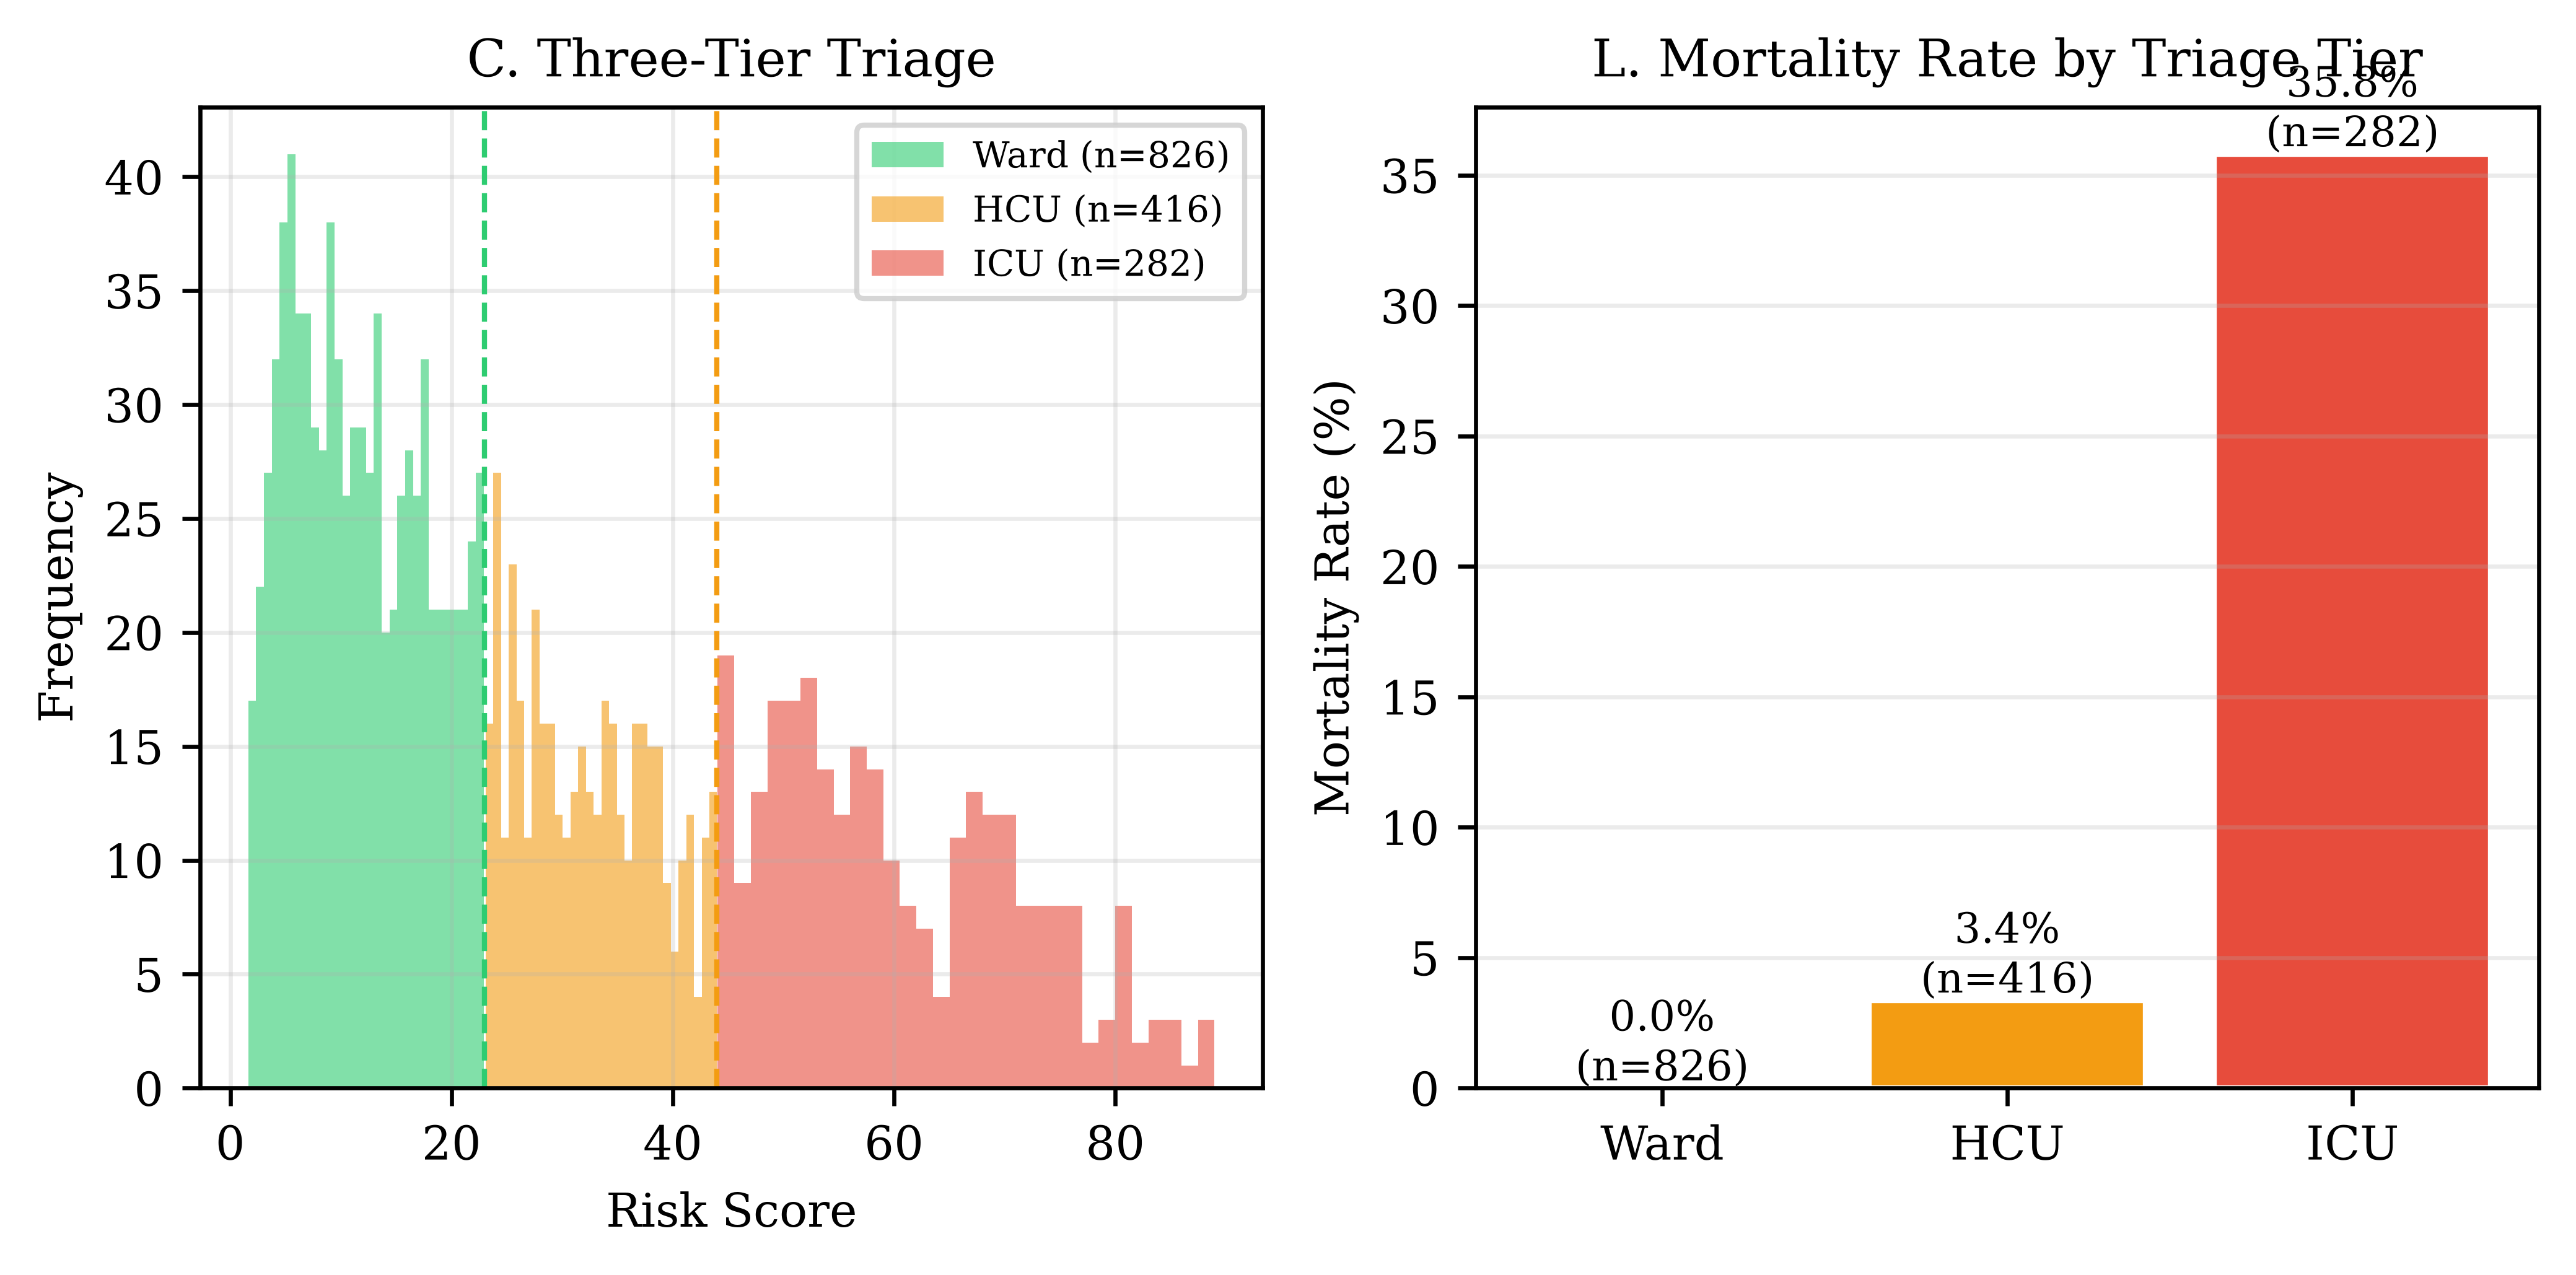 C. Three-Tier Triage
Frequency
40
35
30
25
20
15
10
5
0
0 20 40 60 80
Risk Score
Ward (n=826)
HCU (n=416)
ICU (n=282)
L. Mortality Rate by Triage Tier
Mortality Rate (%)
35
30
25
20
15
10
5
0
0.0%
(n=826)
3.4%
(n=416)
35.8%
(n=282)
Ward HCU ICU